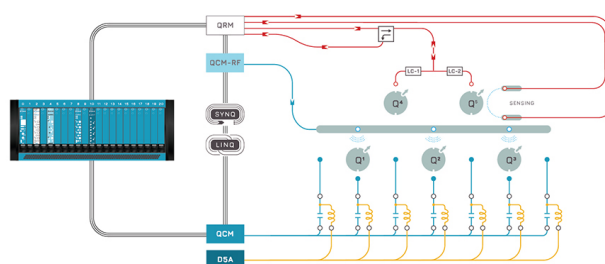 QRM
QCM-RF
LC-1
LC-2
Q⁴
Q⁵
SENSING
SYNQ
LINQ
Q¹
Q²
Q³
QCM
D5A